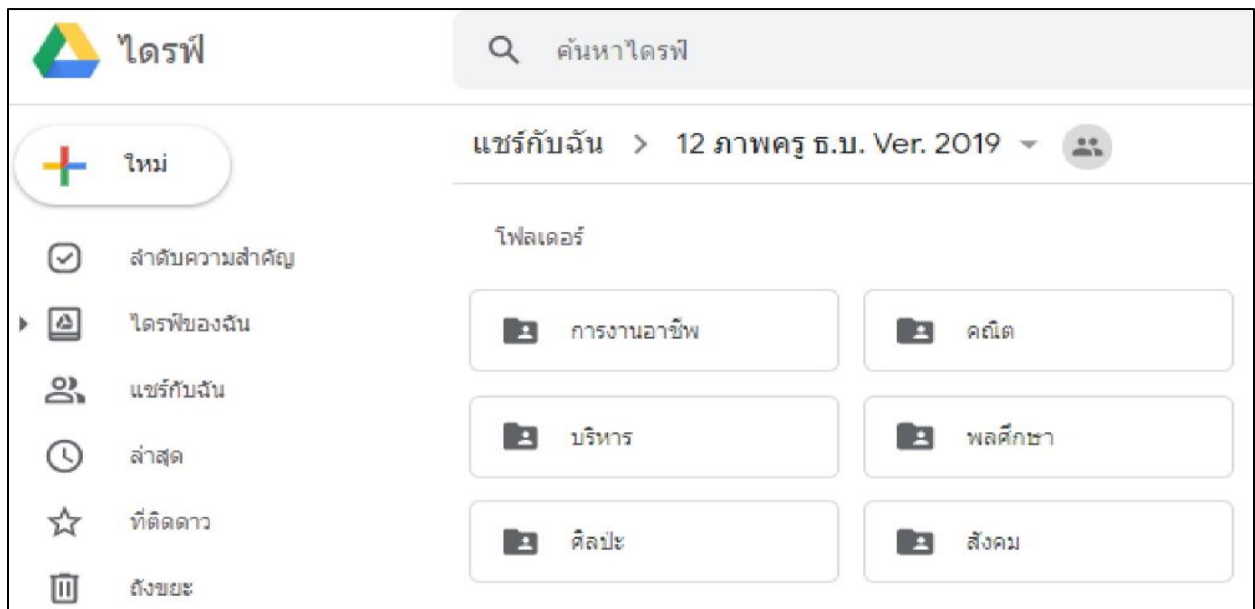 ไดรฟ์
ค้นหาไดรฟ์
ใหม่
แชร์กับฉัน > 12 ภาพครู ธ.บ. Ver. 2019
ลำดับความสำคัญ
ไดรฟ์ของฉัน
แชร์กับฉัน
ล่าสุด
ที่ติดดาว
ถังขยะ
โฟลเดอร์
การงานอาชีพ
คณิต
บริหาร
พลศึกษา
ศิลปะ
สังคม